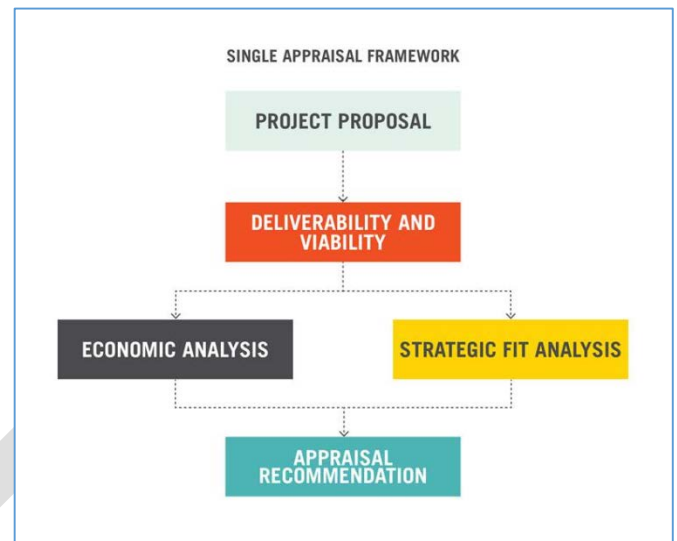 SINGLE APPRAISAL FRAMEWORK
PROJECT PROPOSAL
DELIVERABILITY AND
VIABILITY
ECONOMIC ANALYSIS
STRATEGIC FIT ANALYSIS
APPRAISAL
RECOMMENDATION